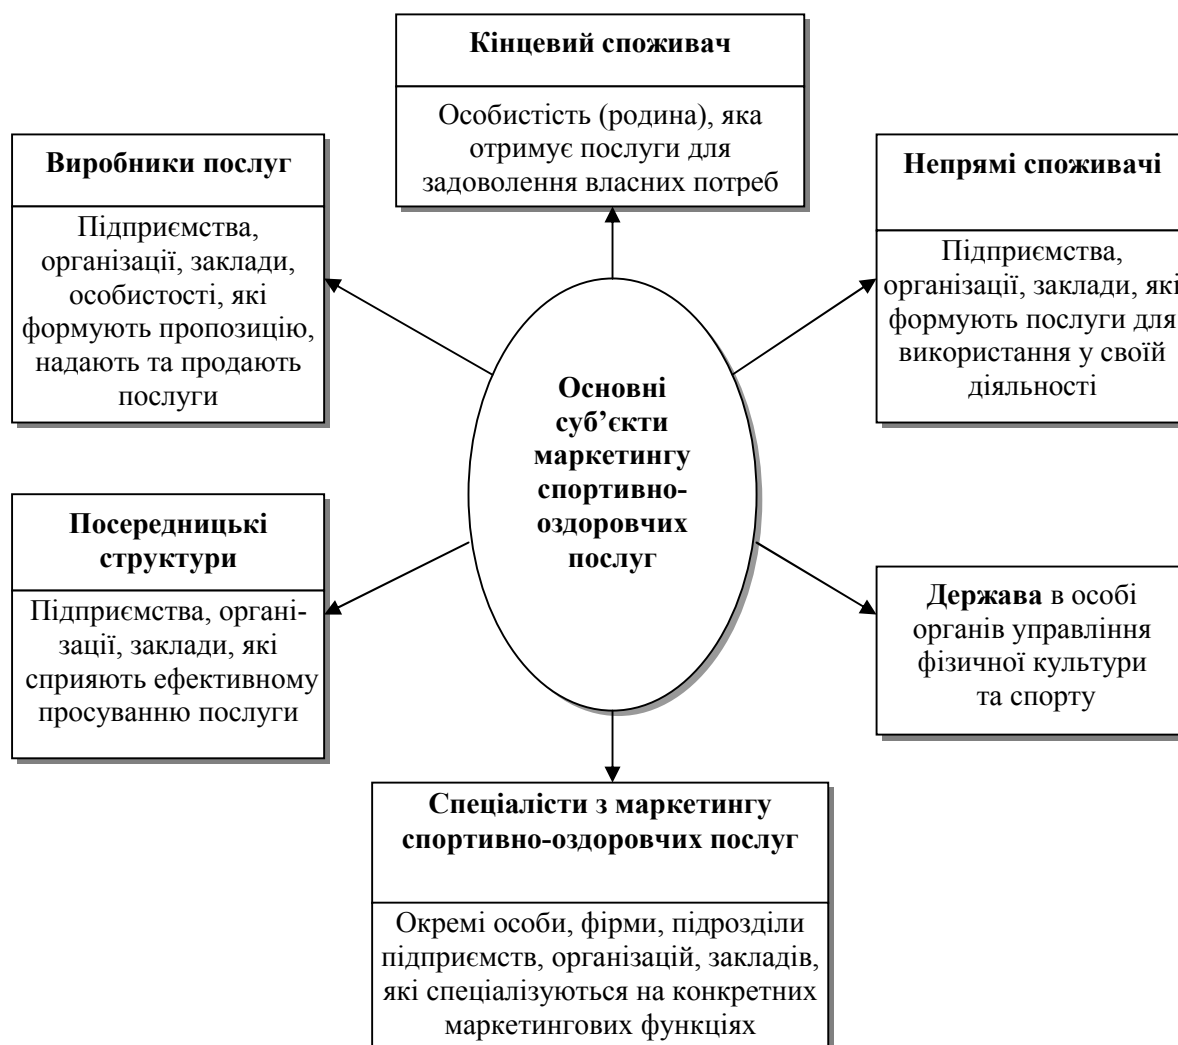 Кінцевий споживач
Особистість (родина), яка
отримує послуги для
задоволення власних потреб
Виробники послуг
Підприємства,
організації, заклади,
особистості, які
формують пропозицію,
надають та продають
послуги
Непрямі споживачі
Підприємства,
організації, заклади, які
формують послуги для
використання у своїй
діяльності
Основні
суб’єкти
маркетингу
спортивно-
оздоровчих
послуг
Посередницькі
структури
Підприємства, органі-
зації, заклади, які
сприяють ефективному
просуванню послуги
Держава в особі
органів управління
фізичної культури
та спорту
Спеціалісти з маркетингу
спортивно-оздоровчих послуг
Окремі особи, фірми, підрозділи
підприємств, організацій, закладів,
які спеціалізуються на конкретних
маркетингових функціях